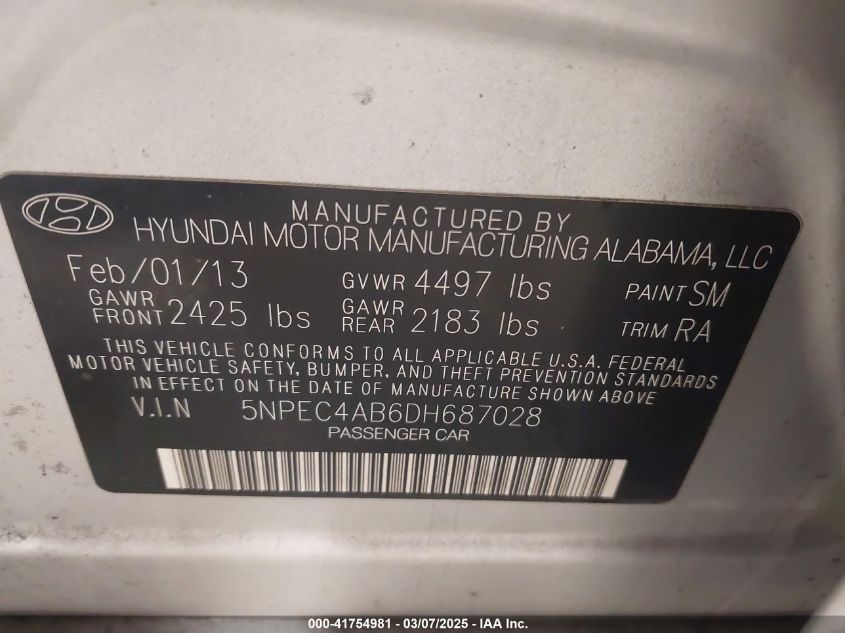 MANUFACTURED BY
HYUNDAI MOTOR MANUFACTURING ALABAMA, LLC
Feb/01/13 GVWR 4497 lbs PAINT SM
GAWR FRONT 2425 lbs GAWR REAR 2183 lbs TRIM RA
THIS VEHICLE CONFORMS TO ALL APPLICABLE U.S.A. FEDERAL
MOTOR VEHICLE SAFETY, BUMPER, AND THEFT PREVENTION STANDARDS
IN EFFECT ON THE DATE OF MANUFACTURE SHOWN ABOVE
V.I.N 5NPEC4AB6DH687028
PASSENGER CAR
000-41754981 - 03/07/2025 - IAA Inc.